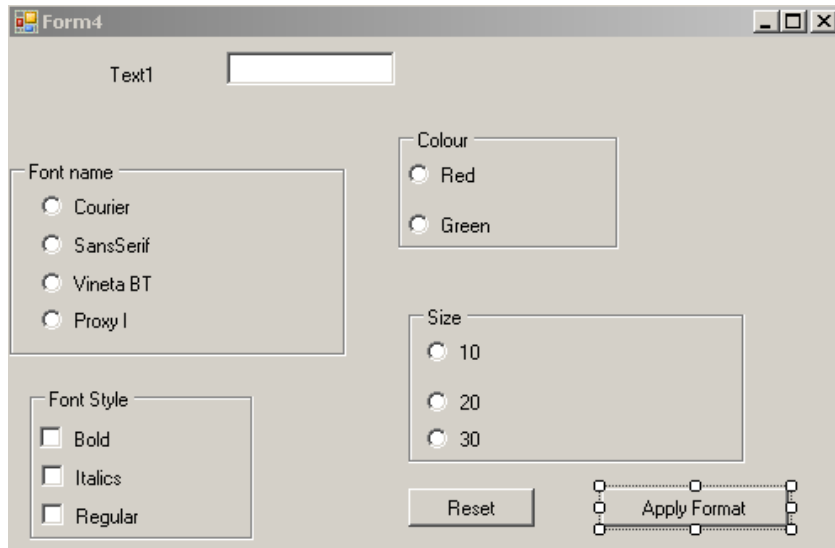 Form4
Text1
Font name
Courier
SansSerif
Vineta BT
Proxy I
Colour
Red
Green
Size
10
20
30
Font Style
Bold
Italics
Regular
Reset
Apply Format